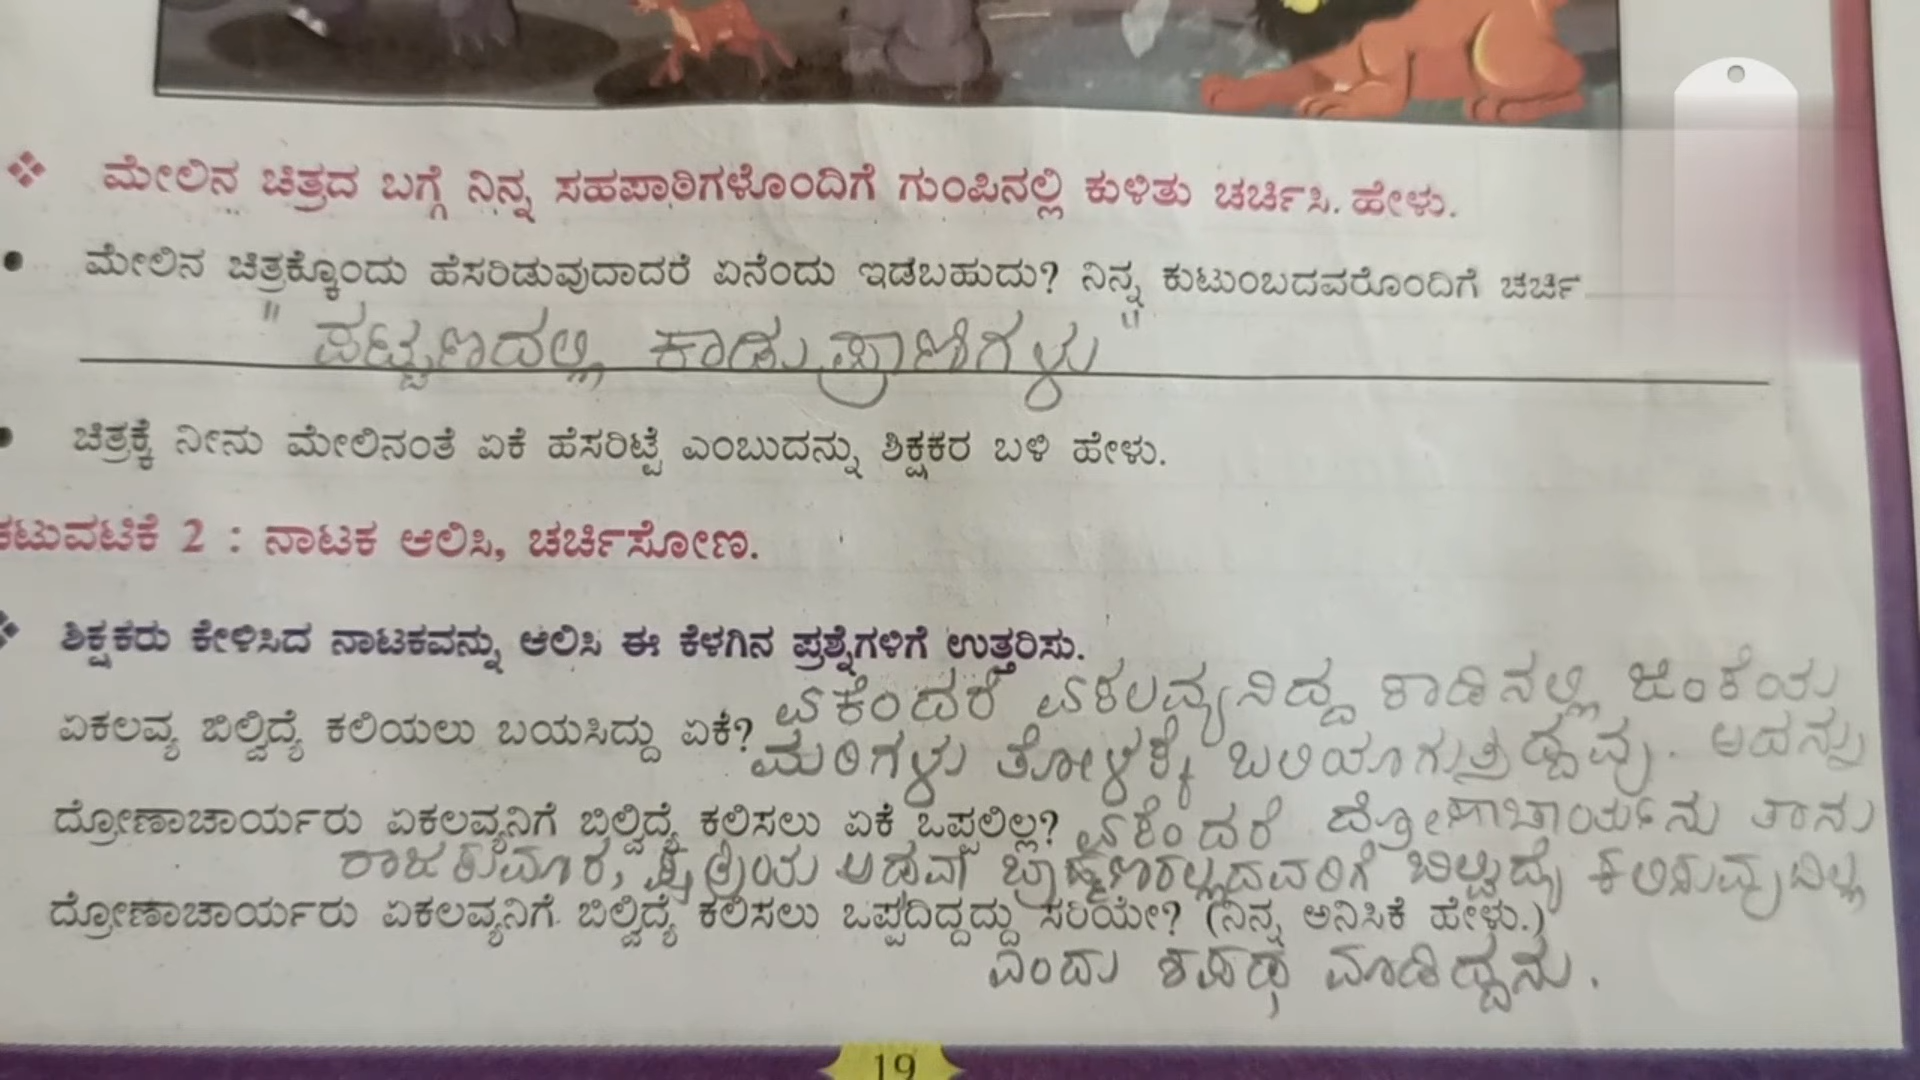 ಮೇಲಿನ ಚಿತ್ರದ ಬಗ್ಗೆ ನಿನ್ನ ಸಹಪಾಠಿಗಳೊಂದಿಗೆ ಗುಂಪಿನಲ್ಲಿ ಕುಳಿತು ಚರ್ಚಿಸಿ. ಹೇಳು.
ಮೇಲಿನ ಚಿತ್ರಕ್ಕೊಂದು ಹೆಸರಿಡುವುದಾದರೆ ಏನೆಂದು ಇಡಬಹುದು? ನಿನ್ನ ಕುಟುಂಬದವರೊಂದಿಗೆ ಚರ್ಚಿ
" ಪಟ್ಟಣದಲ್ಲಿ ಕಾಡುಪ್ರಾಣಿಗಳು "
ಚಿತ್ರಕ್ಕೆ ನೀನು ಮೇಲಿನಂತೆ ಏಕೆ ಹೆಸರಿಟ್ಟೆ ಎಂಬುದನ್ನು ಶಿಕ್ಷಕರ ಬಳಿ ಹೇಳು.
ಕಟುವಟಿಕೆ 2 : ನಾಟಕ ಆಲಿಸಿ, ಚರ್ಚಿಸೋಣ.
ಶಿಕ್ಷಕರು ಕೇಳಿಸಿದ ನಾಟಕವನ್ನು ಆಲಿಸಿ ಈ ಕೆಳಗಿನ ಪ್ರಶ್ನೆಗಳಿಗೆ ಉತ್ತರಿಸು.
ಏಕಲವ್ಯ ಬಿಲ್ವಿದ್ಯೆ ಕಲಿಯಲು ಬಯಸಿದ್ದು ಏಕೆ? ಏಕೆಂದರೆ ಏಕಲವ್ಯನಿದ್ದ ಕಾಡಿನಲ್ಲಿ ಜಿಂಕೆಯ
ಮರಿಗಳು ತೋಳಕ್ಕೆ ಬಲಿಯಾಗುತ್ತಿದ್ದವು. ಅದನ್ನು
ದ್ರೋಣಾಚಾರ್ಯರು ಏಕಲವ್ಯನಿಗೆ ಬಿಲ್ವಿದ್ಯೆ ಕಲಿಸಲು ಏಕೆ ಒಪ್ಪಲಿಲ್ಲ? ಏಕೆಂದರೆ ದ್ರೋಣಾಚಾರ್ಯನು ತಾನು
ರಾಜಕುಮಾರ, ಕ್ಷತ್ರಿಯ ಅಥವಾ ಬ್ರಾಹ್ಮಣರಲ್ಲದವರಿಗೆ ಬಿಲ್ವಿದ್ಯೆ ಕಲಿಸುವುದಿಲ್ಲ
ದ್ರೋಣಾಚಾರ್ಯರು ಏಕಲವ್ಯನಿಗೆ ಬಿಲ್ವಿದ್ಯೆ ಕಲಿಸಲು ಒಪ್ಪದಿದ್ದದ್ದು ಸರಿಯೇ? (ನಿನ್ನ ಅನಿಸಿಕೆ ಹೇಳು.)
ಎಂದು ಶಪಥ ಮಾಡಿದ್ದನು.
19